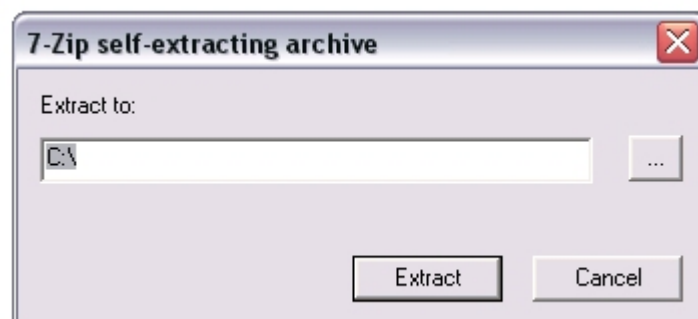 7-Zip self-extracting archive
Extract to:
C:\
...
Extract Cancel